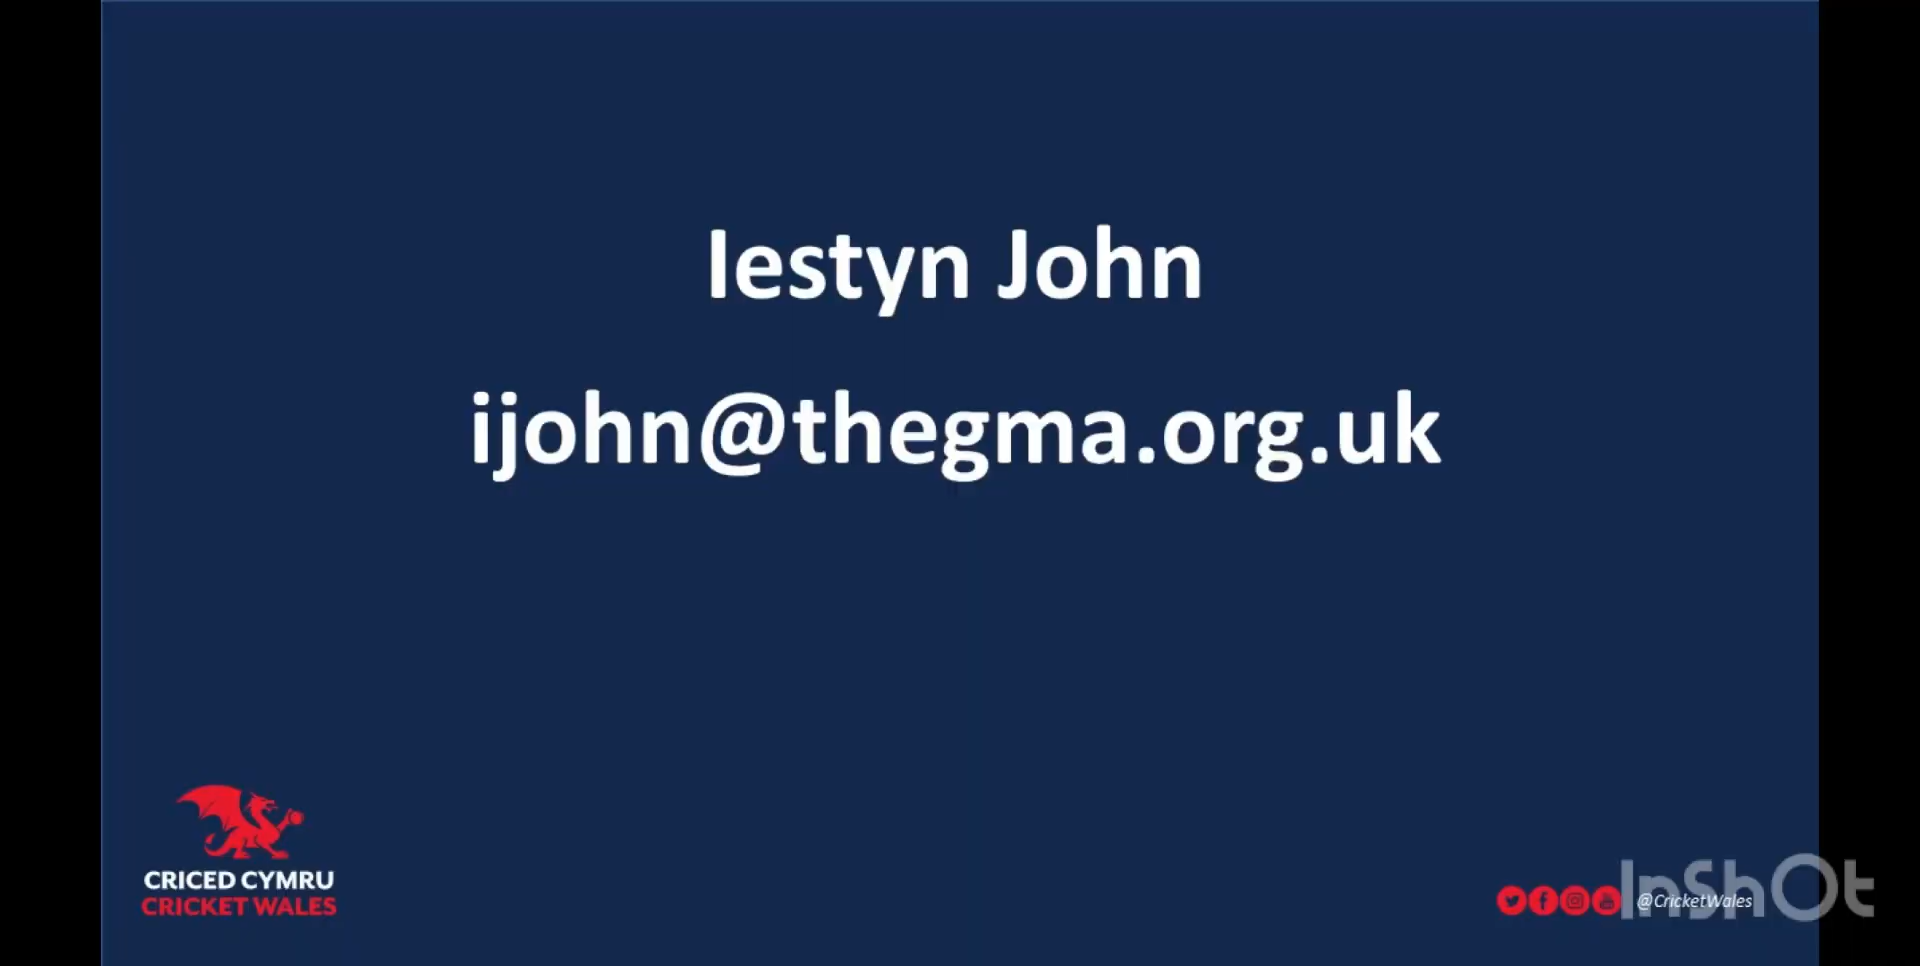 Iestyn John
ijohn@thegma.org.uk
CRICED CYMRU
CRICKET WALES
@CricketWales
InShOt